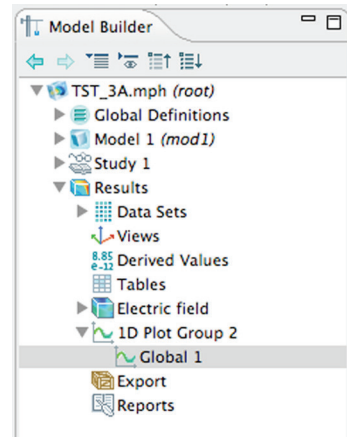 Model Builder
TST_3A.mph (root)
Global Definitions
Model 1 (mod1)
Study 1
Results
Data Sets
Views
8.85
e-12 Derived Values
Tables
Electric field
1D Plot Group 2
Global 1
Export
Reports